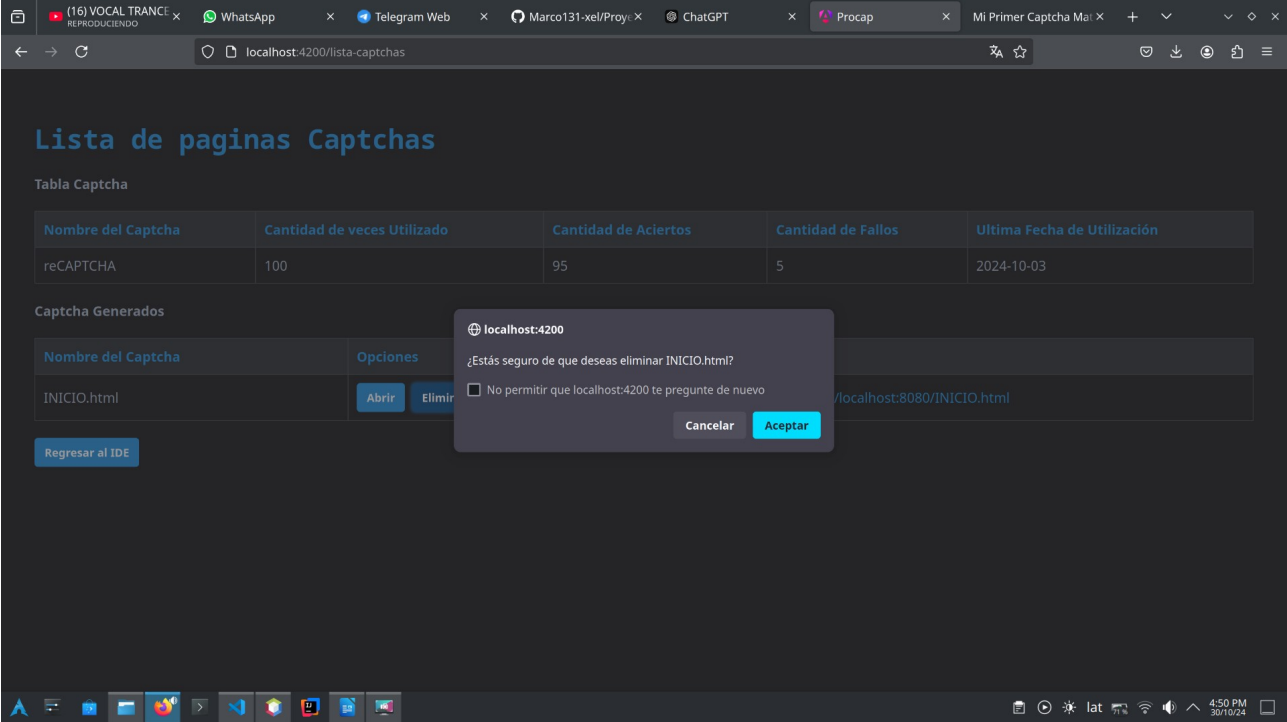 (16) VOCAL TRANCE
REPRODUCIENDO
WhatsApp
Telegram Web
Marco131-xel/Proye
ChatGPT
Procap
Mi Primer Captcha Mat
localhost:4200/lista-captchas
Lista de paginas Captchas
Tabla Captcha
Nombre del Captcha Cantidad de veces Utilizado Cantidad de Aciertos Cantidad de Fallos Ultima Fecha de Utilización
reCAPTCHA 100 95 5 2024-10-03
Captcha Generados
localhost:4200
¿Estás seguro de que deseas eliminar INICIO.html?
No permitir que localhost:4200 te pregunte de nuevo
Cancelar Aceptar
Nombre del Captcha Opciones
INICIO.html Abrir Elimir /localhost:8080/INICIO.html
Regresar al IDE
lat 71% 4:50 PM
30/10/24